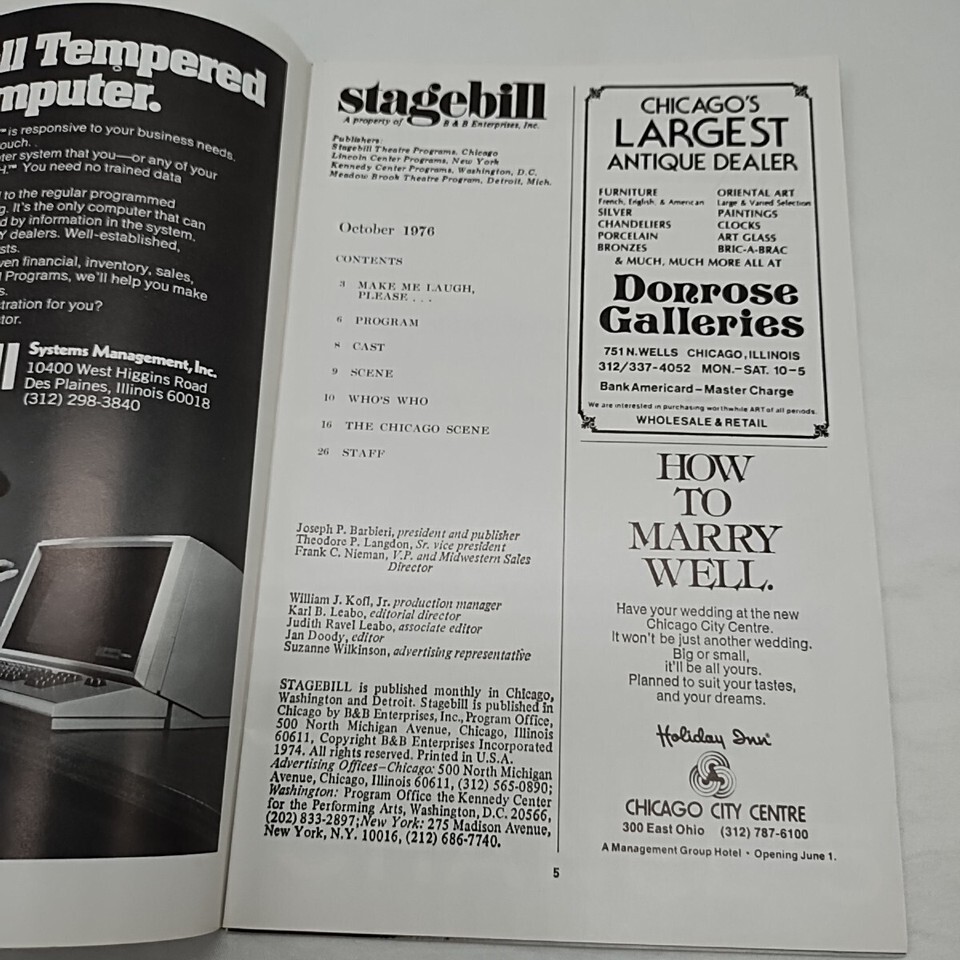 ll Tempered
mputer.
™ is responsive to your business needs.
ouch.
ter system that you—or any of your
H.™ You need no trained data
to the regular programmed
g. It's the only computer that can
d by information in the system.
Y dealers. Well-established,
sts.
ven financial, inventory, sales,
l Programs, we'll help you make
s.
tration for you?
tor.
ll Systems Management, Inc.
10400 West Higgins Road
Des Plaines, Illinois 60018
(312) 298-3840
stagebill
A property of B & B Enterprises, Inc.
Publishers:
Stagebill Theatre Programs, Chicago
Lincoln Center Programs, New York
Kennedy Center Programs, Washington, D.C.
Meadow Brook Theatre Program, Detroit, Mich.
October 1976
CONTENTS
3 MAKE ME LAUGH,
PLEASE . . .
6 PROGRAM
8 CAST
9 SCENE
10 WHO'S WHO
16 THE CHICAGO SCENE
26 STAFF
Joseph P. Barbieri, president and publisher
Theodore P. Langdon, Sr. vice president
Frank C. Nieman, V.P. and Midwestern Sales
Director
William J. Kofl, Jr. production manager
Karl B. Leabo, editorial director
Judith Ravel Leabo, associate editor
Jan Doody, editor
Suzanne Wilkinson, advertising representative
STAGEBILL is published monthly in Chicago,
Washington and Detroit. Stagebill is published in
Chicago by B&B Enterprises, Inc., Program Office,
500 North Michigan Avenue, Chicago, Illinois
60611, Copyright B&B Enterprises Incorporated
1974. All rights reserved. Printed in U.S.A.
Advertising Offices—Chicago: 500 North Michigan
Avenue, Chicago, Illinois 60611, (312) 565-0890;
Washington: Program Office the Kennedy Center
for the Performing Arts, Washington, D.C. 20566,
(202) 833-2897; New York: 275 Madison Avenue,
New York, N.Y. 10016, (212) 686-7740.
CHICAGO'S
LARGEST
ANTIQUE DEALER
FURNITURE ORIENTAL ART
French, English, & American Large & Varied Selection
SILVER PAINTINGS
CHANDELIERS CLOCKS
PORCELAIN ART GLASS
BRONZES BRIC-A-BRAC
& MUCH, MUCH MORE ALL AT
Donrose
Galleries
751 N. WELLS CHICAGO, ILLINOIS
312/337-4052 MON.–SAT. 10–5
BankAmericard – Master Charge
We are interested in purchasing worthwhile ART of all periods.
WHOLESALE & RETAIL
HOW
TO
MARRY
WELL.
Have your wedding at the new
Chicago City Centre.
It won't be just another wedding.
Big or small,
it'll be all yours.
Planned to suit your tastes,
and your dreams.
Holiday Inn®
CHICAGO CITY CENTRE
300 East Ohio (312) 787-6100
A Management Group Hotel • Opening June 1.
5